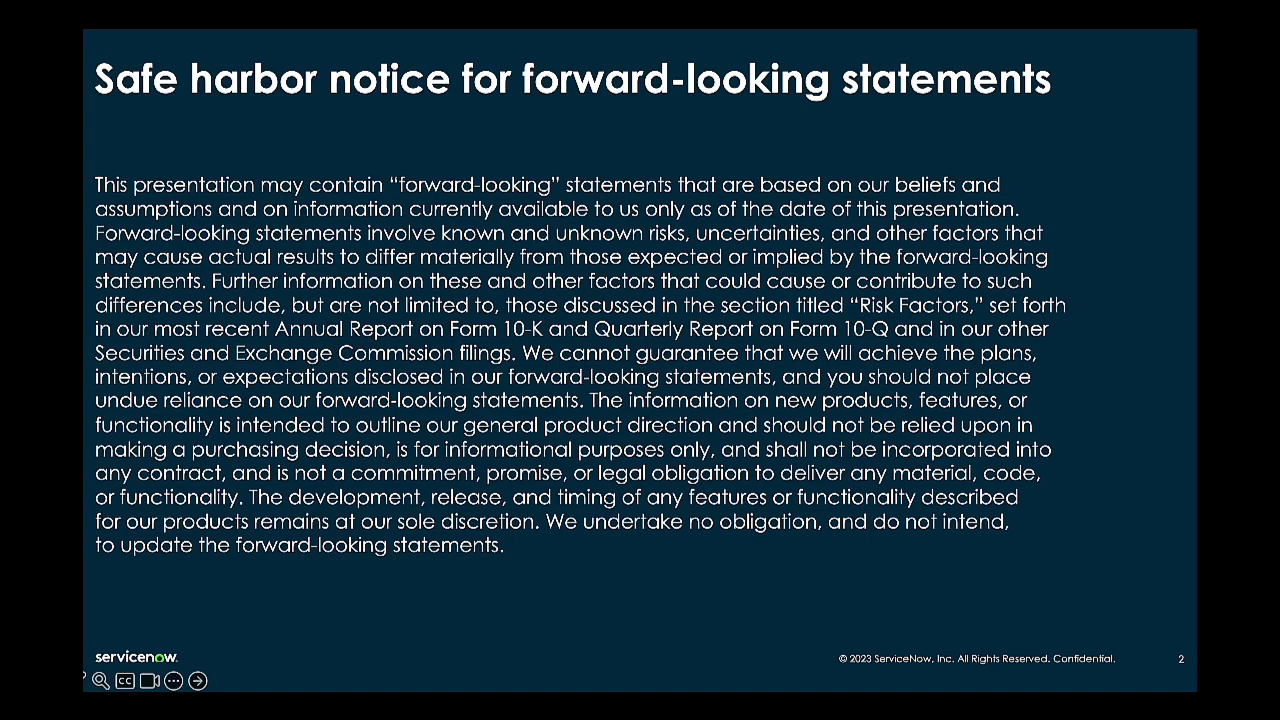 Safe harbor notice for forward-looking statements
This presentation may contain “forward-looking” statements that are based on our beliefs and
assumptions and on information currently available to us only as of the date of this presentation.
Forward-looking statements involve known and unknown risks, uncertainties, and other factors that
may cause actual results to differ materially from those expected or implied by the forward-looking
statements. Further information on these and other factors that could cause or contribute to such
differences include, but are not limited to, those discussed in the section titled “Risk Factors,” set forth
in our most recent Annual Report on Form 10-K and Quarterly Report on Form 10-Q and in our other
Securities and Exchange Commission filings. We cannot guarantee that we will achieve the plans,
intentions, or expectations disclosed in our forward-looking statements, and you should not place
undue reliance on our forward-looking statements. The information on new products, features, or
functionality is intended to outline our general product direction and should not be relied upon in
making a purchasing decision, is for informational purposes only, and shall not be incorporated into
any contract, and is not a commitment, promise, or legal obligation to deliver any material, code,
or functionality. The development, release, and timing of any features or functionality described
for our products remains at our sole discretion. We undertake no obligation, and do not intend,
to update the forward-looking statements.
servicenow.
© 2023 ServiceNow, Inc. All Rights Reserved. Confidential.
2
CC